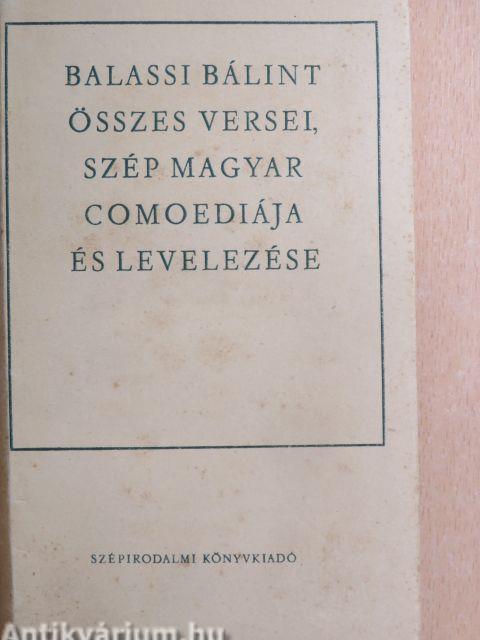 BALASSI BÁLINT
ÖSSZES VERSEI,
SZÉP MAGYAR
COMOEDIÁJA
ÉS LEVELEZÉSE
SZÉPIRODALMI KÖNYVKIADÓ
Antikvárium.hu